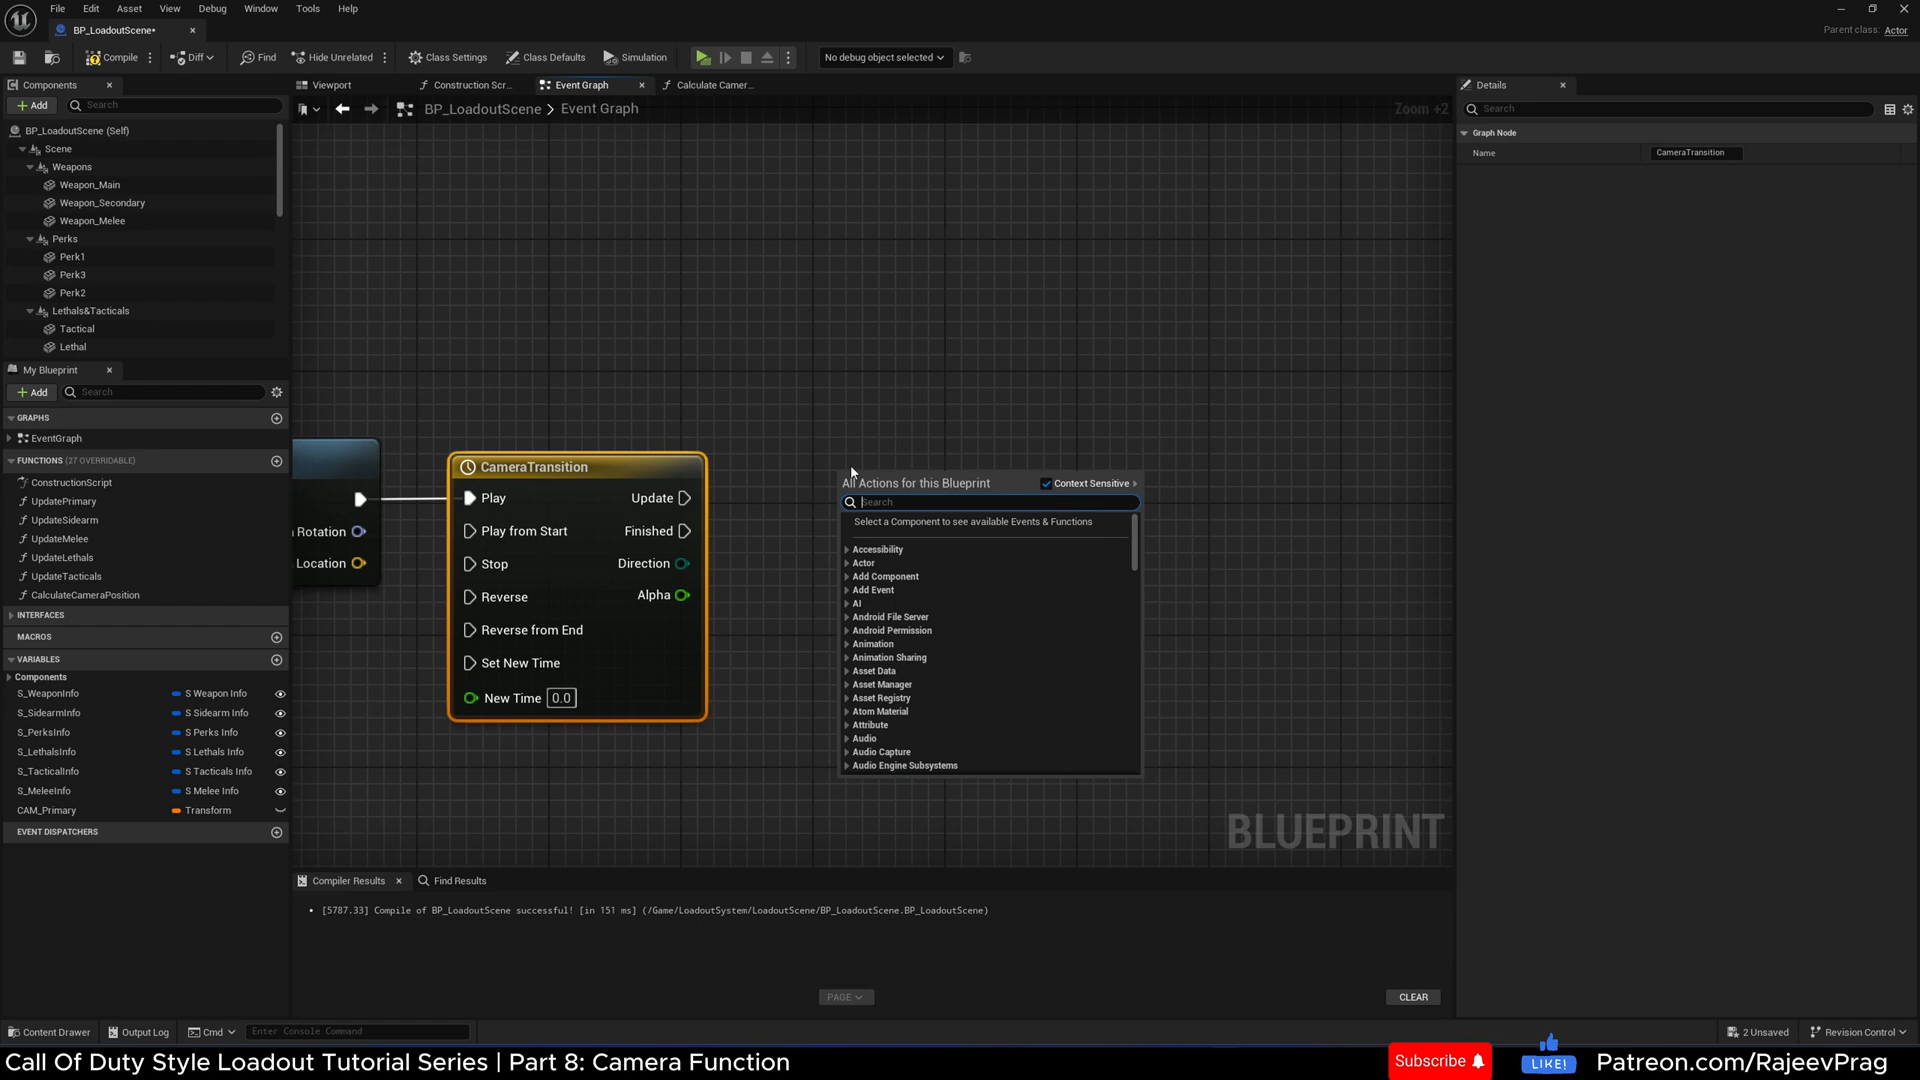 File Edit Asset View Debug Window Tools Help
BP_LoadoutScene*
Parent class: Actor
Compile Diff Find Hide Unrelated Class Settings Class Defaults Simulation No debug object selected
Components
Add Search
BP_LoadoutScene (Self)
Scene
Weapons
Weapon_Main
Weapon_Secondary
Weapon_Melee
Perks
Perk1
Perk3
Perk2
Lethals&Tacticals
Tactical
Lethal
My Blueprint
Add Search
GRAPHS
EventGraph
FUNCTIONS (27 OVERRIDABLE)
ConstructionScript
UpdatePrimary
UpdateSidearm
UpdateMelee
UpdateLethals
UpdateTacticals
CalculateCameraPosition
INTERFACES
MACROS
VARIABLES
Components
S_WeaponInfo S Weapon Info
S_SidearmInfo S Sidearm Info
S_PerksInfo S Perks Info
S_LethalsInfo S Lethals Info
S_TacticalInfo S Tacticals Info
S_MeleeInfo S Melee Info
CAM_Primary Transform
EVENT DISPATCHERS
Viewport Construction Scr... Event Graph Calculate Camer...
BP_LoadoutScene > Event Graph
Zoom +2
Rotation
Location
CameraTransition
Play Update
Play from Start Finished
Stop Direction
Reverse Alpha
Reverse from End
Set New Time
New Time 0.0
All Actions for this Blueprint Context Sensitive
Search
Select a Component to see available Events & Functions
Accessibility
Actor
Add Component
Add Event
AI
Android File Server
Android Permission
Animation
Animation Sharing
Asset Data
Asset Manager
Asset Registry
Atom Material
Attribute
Audio
Audio Capture
Audio Engine Subsystems
BLUEPRINT
Details
Search
Graph Node
Name CameraTransition
Compiler Results Find Results
[5787.33] Compile of BP_LoadoutScene successful! [in 151 ms] (/Game/LoadoutSystem/LoadoutScene/BP_LoadoutScene.BP_LoadoutScene)
PAGE CLEAR
Content Drawer Output Log Cmd Enter Console Command 2 Unsaved Revision Control
Call Of Duty Style Loadout Tutorial Series | Part 8: Camera Function
Subscribe
LIKE!
Patreon.com/RajeevPrag